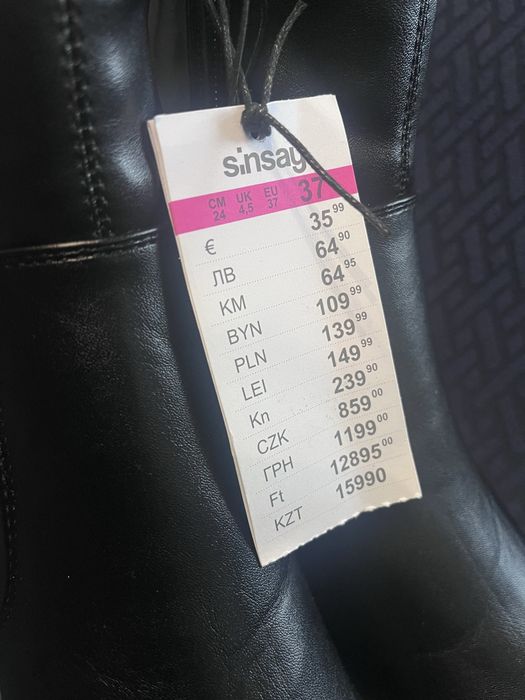 sinsay
CM UK EU 37
24 4,5 37
€ 35 99
ЛВ 64 90
KM 64 95
BYN 109 99
PLN 139 99
LEI 149 99
Kn 239 90
CZK 859 00
ГРН 1199 00
Ft 12895 00
KZT 15990